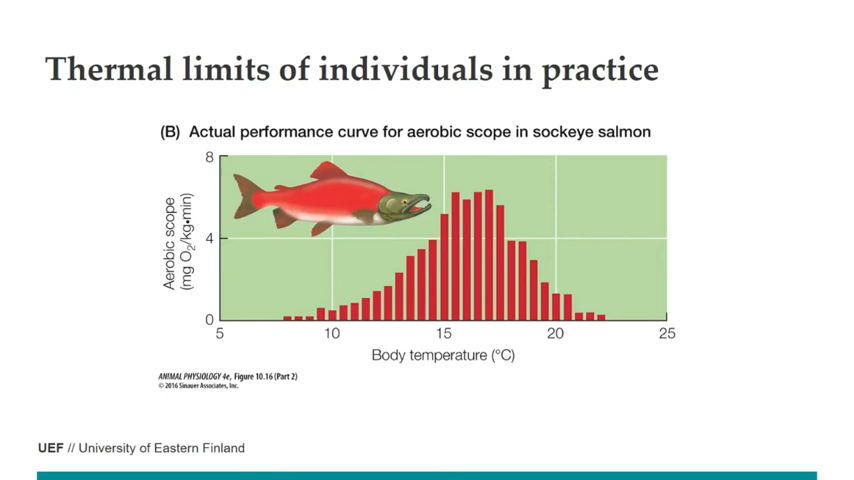 Thermal limits of individuals in practice
(B) Actual performance curve for aerobic scope in sockeye salmon
Aerobic scope
(mg O₂/kg•min)
8
4
0
5 10 15 20 25
Body temperature (°C)
ANIMAL PHYSIOLOGY 4e, Figure 10.16 (Part 2)
© 2016 Sinauer Associates, Inc.
UEF // University of Eastern Finland